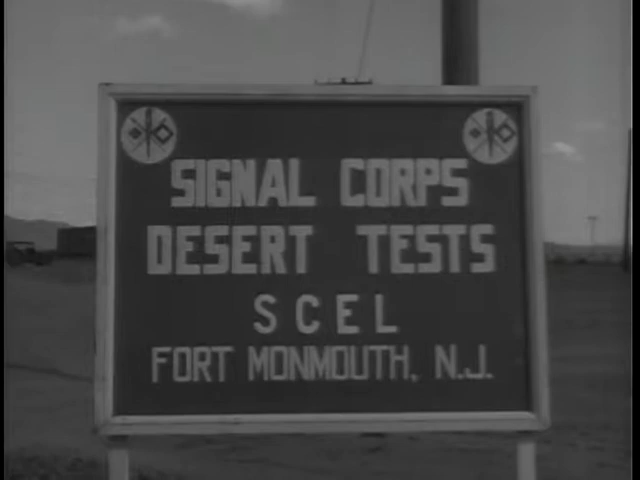 SIGNAL CORPS
DESERT TESTS
SCEL
FORT MONMOUTH, N.J.